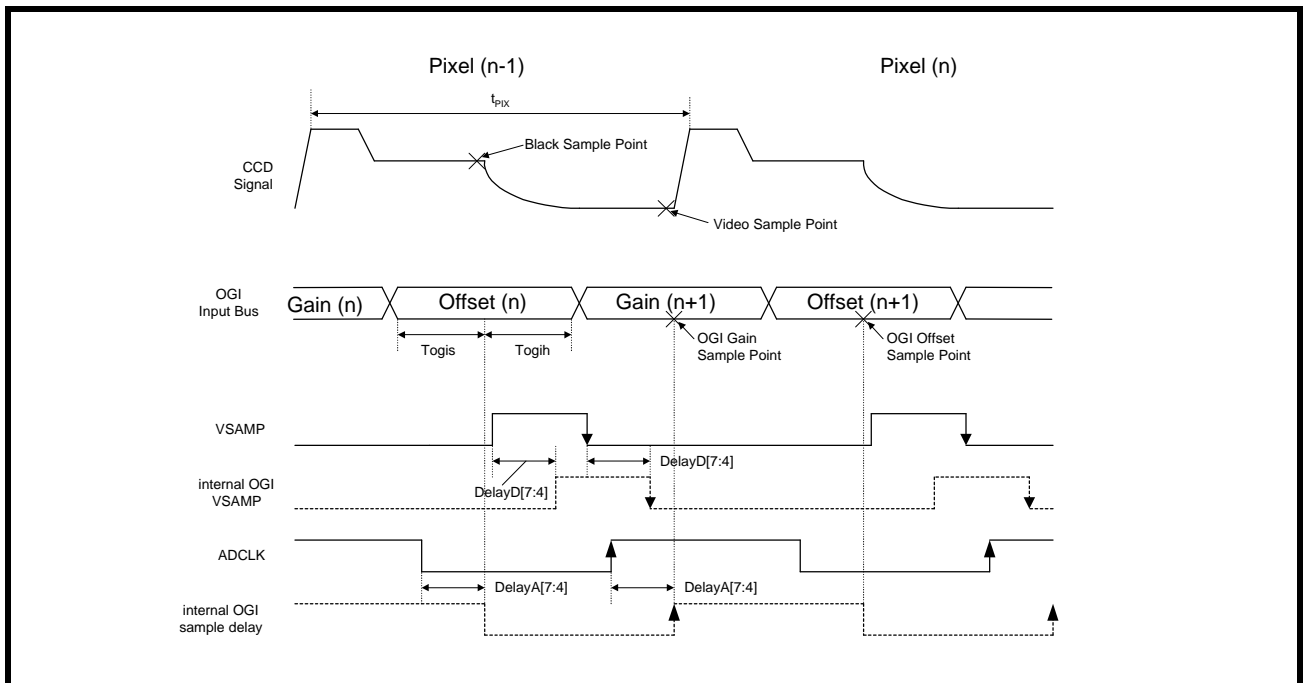 Pixel (n-1)
Pixel (n)
tPIX
CCD
Signal
Black Sample Point
Video Sample Point
OGI
Input Bus
Gain (n)
Offset (n)
Gain (n+1)
Offset (n+1)
Togis
Togih
OGI Gain
Sample Point
OGI Offset
Sample Point
VSAMP
DelayD[7:4]
DelayD[7:4]
internal OGI
VSAMP
ADCLK
DelayA[7:4]
DelayA[7:4]
internal OGI
sample delay